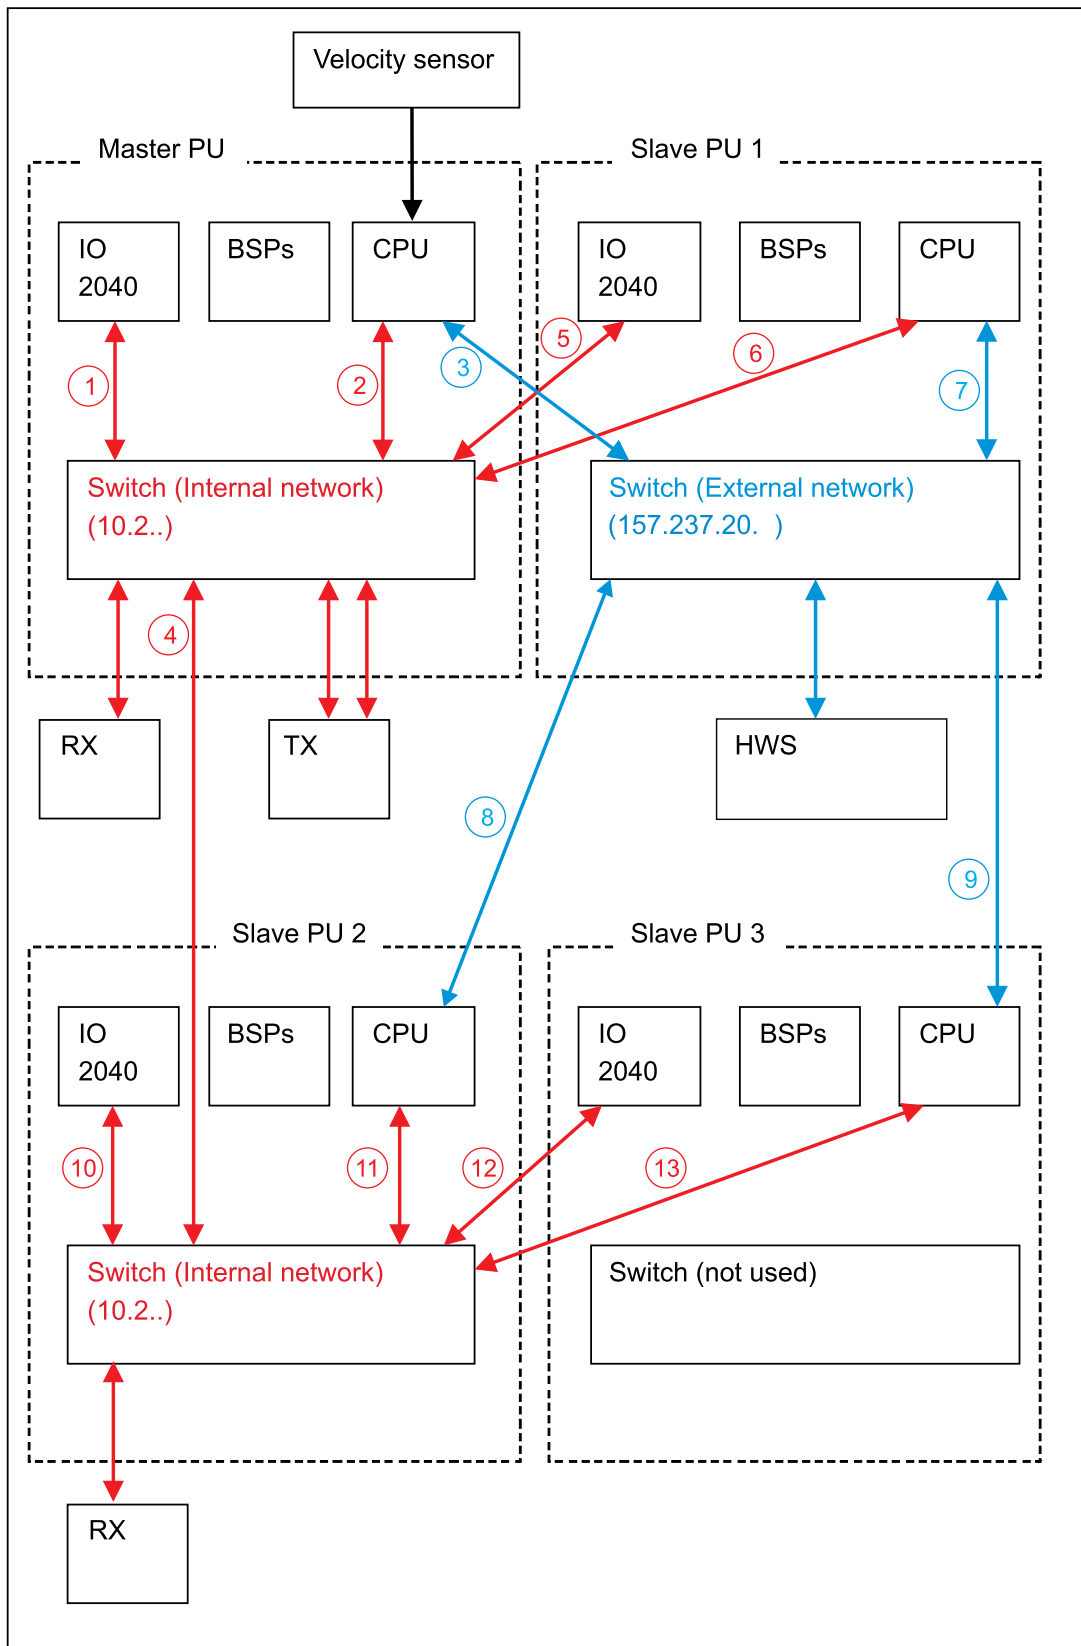 Velocity sensor
Master PU
Slave PU 1
IO
2040
BSPs
CPU
IO
2040
BSPs
CPU
1
2
3
5
6
7
Switch (Internal network)
(10.2..)
Switch (External network)
(157.237.20.  )
4
RX
TX
HWS
8
9
Slave PU 2
Slave PU 3
IO
2040
BSPs
CPU
IO
2040
BSPs
CPU
10
11
12
13
Switch (Internal network)
(10.2..)
Switch (not used)
RX